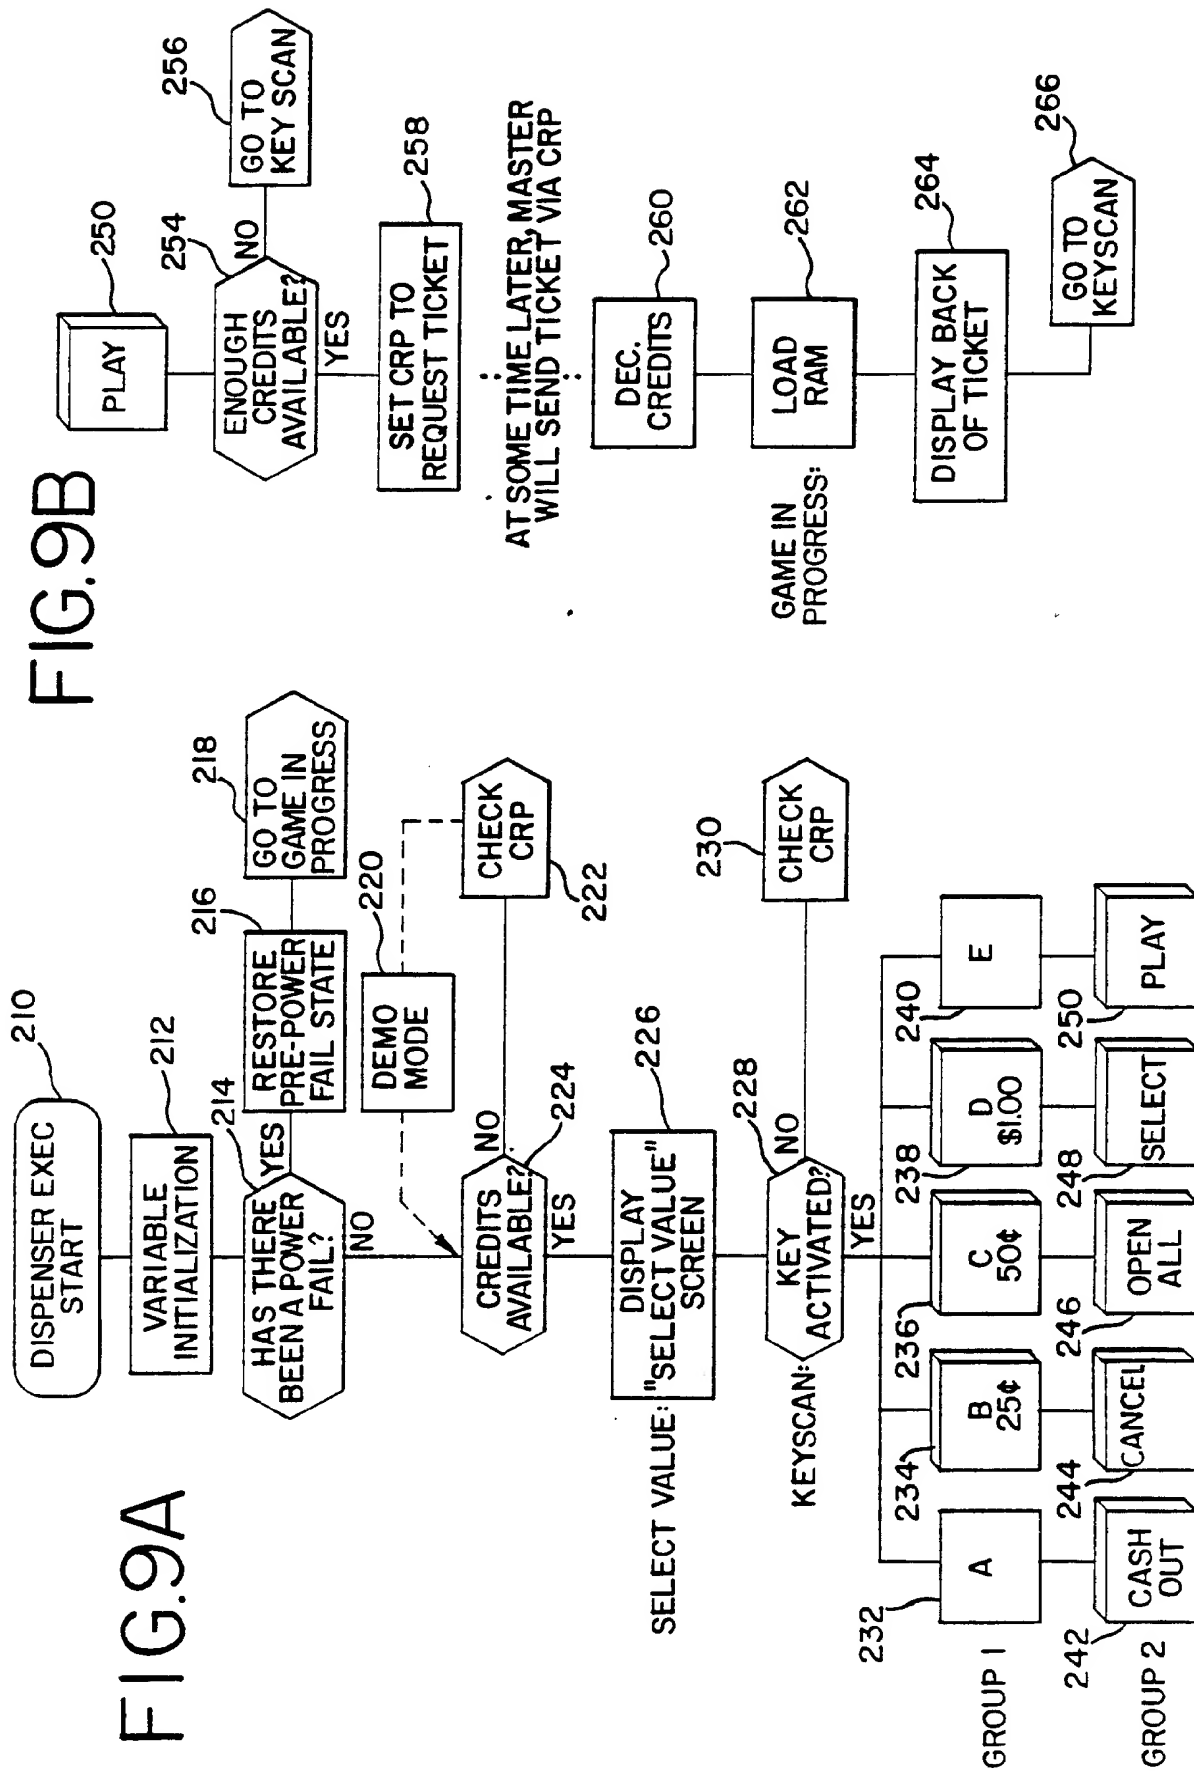 FIG.9A
DISPENSER EXEC
START
210
VARIABLE
INITIALIZATION
212
HAS THERE
BEEN A POWER
FAIL?
214
YES
NO
RESTORE
PRE-POWER
FAIL STATE
216
GO TO
GAME IN
PROGRESS
218
DEMO
MODE
220
CHECK
CRP
222
CREDITS
AVAILABLE?
224
NO
YES
SELECT VALUE:
DISPLAY
"SELECT VALUE"
SCREEN
226
KEYSCAN:
KEY
ACTIVATED?
228
NO
YES
CHECK
CRP
230
GROUP 1
232
A
234
B
25¢
236
C
50¢
238
D
$1.00
240
E
GROUP 2
242
CASH
OUT
244
CANCEL
246
OPEN
ALL
248
SELECT
250
PLAY
FIG.9B
PLAY
250
ENOUGH
CREDITS
AVAILABLE?
254
NO
YES
GO TO
KEY SCAN
256
SET CRP TO
REQUEST TICKET
258
AT SOME TIME LATER, MASTER
WILL SEND TICKET VIA CRP
DEC.
CREDITS
260
GAME IN
PROGRESS:
LOAD
RAM
262
DISPLAY BACK
OF TICKET
264
GO TO
KEYSCAN
266